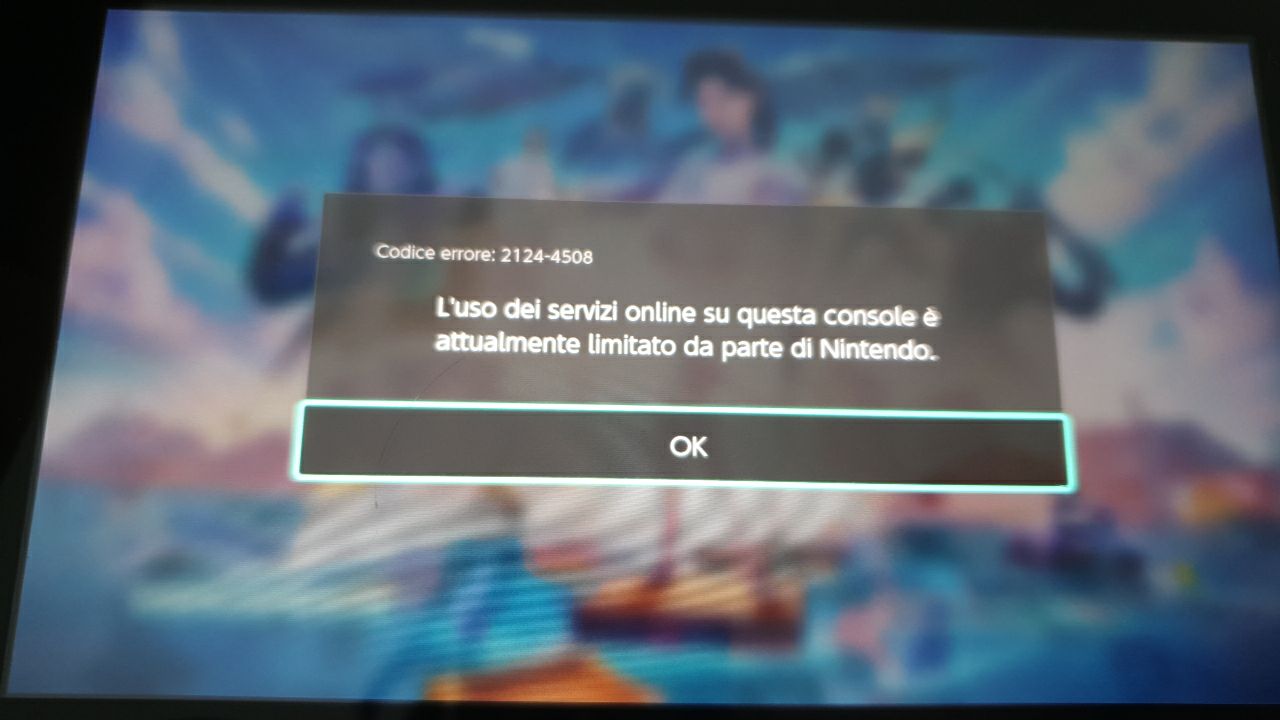 Codice errore: 2124-4508
L'uso dei servizi online su questa console è
attualmente limitato da parte di Nintendo.
OK